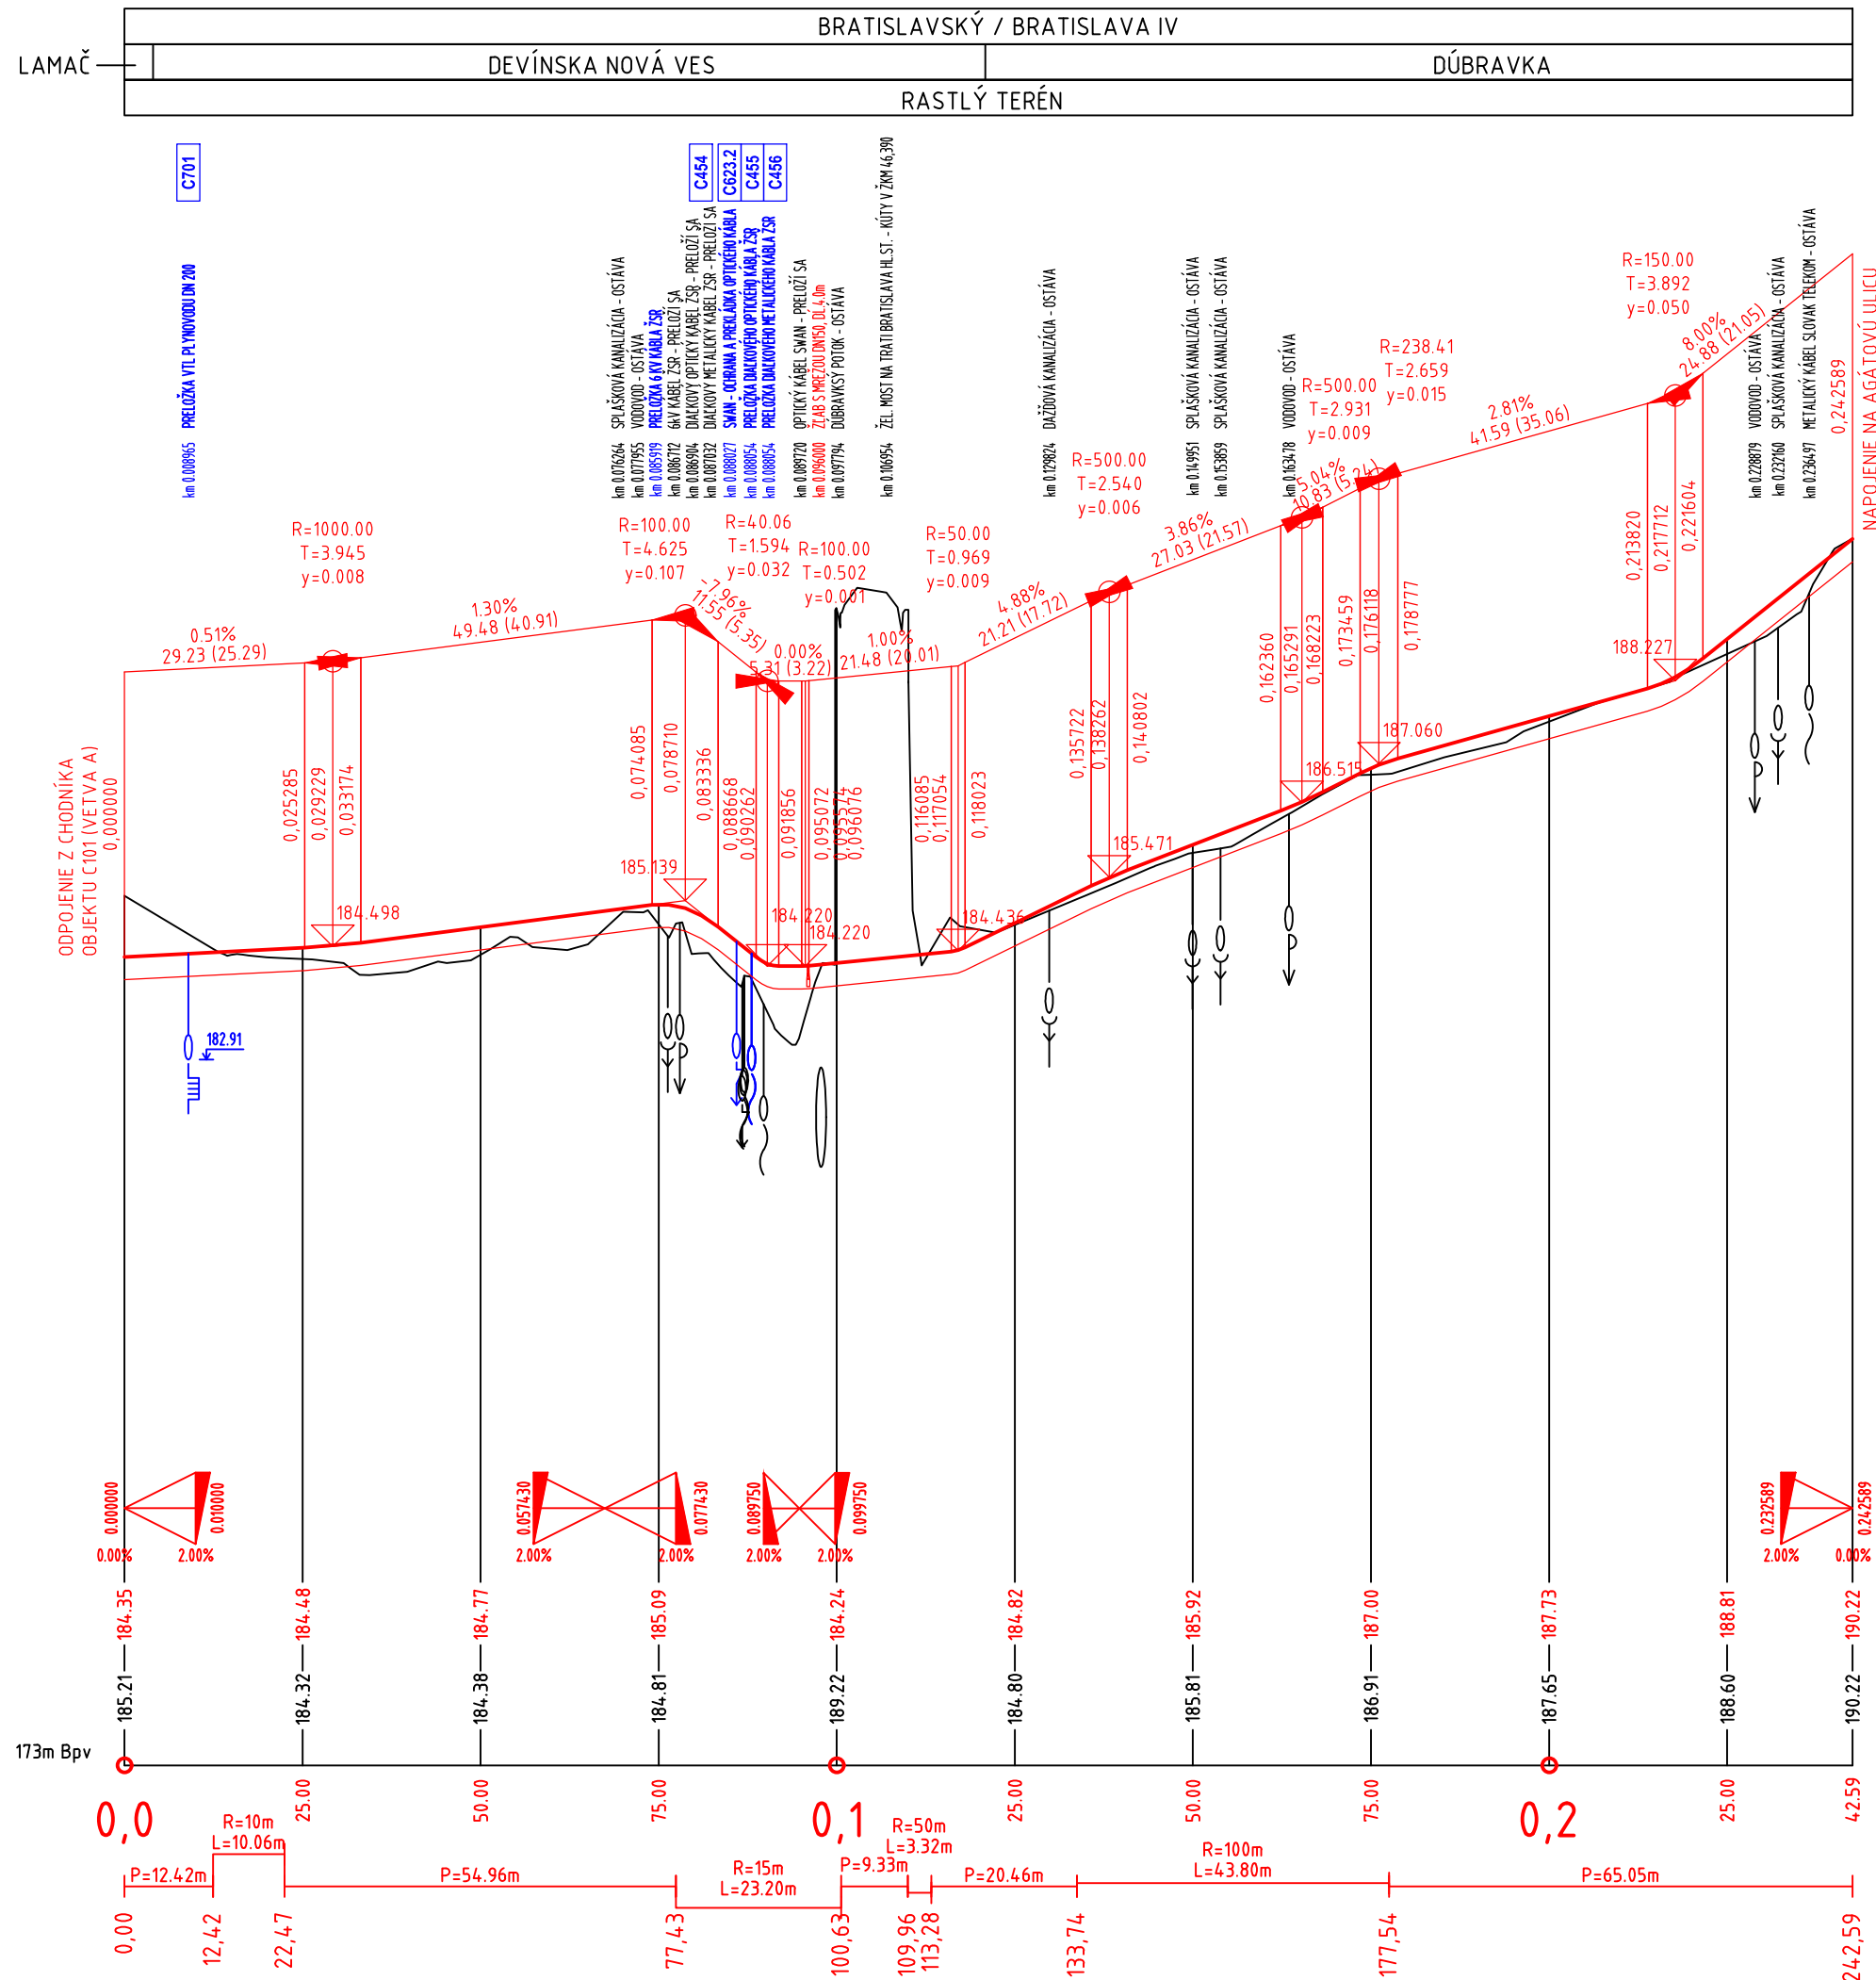 BRATISLAVSKÝ / BRATISLAVA IV
LAMAČ
DEVÍNSKA NOVÁ VES
DÚBRAVKA
RASTLÝ TERÉN
C701
C454
C623.2
C455
C456
km 0.008965 PRELOŽKA VTL PLYNOVODU DN 200
km 0.076264 SPLAŠKOVÁ KANALIZÁCIA - OSTÁVA
km 0.077955 VODOVOD - OSTÁVA
km 0.085919 PRELOŽKA 6 KV KÁBLA ŽSR
km 0.086712 6kV KÁBEL ŽSR - PRELOŽÍ SA
km 0.086904 DIAĽKOVÝ OPTICKÝ KÁBEL ŽSR - PRELOŽÍ SA
km 0.087032 DIAĽKOVÝ METALICKÝ KÁBEL ŽSR - PRELOŽÍ SA
km 0.088027 SWAN - OCHRANA A PREKLÁDKA OPTICKÉHO KÁBLA
km 0.088054 PRELOŽKA DIAĽKOVÉHO OPTICKÉHO KÁBLA ŽSR
km 0.088054 PRELOŽKA DIAĽKOVÉHO METALICKÉHO KÁBLA ŽSR
km 0.089720 OPTICKÝ KÁBEL SWAN - PRELOŽÍ SA
km 0.096000 ŽĽAB S MREŽOU DN150, DĹ.4.0m
km 0.097794 DÚBRAVKSÝ POTOK - OSTÁVA
km 0.106954 ŽEL. MOST NA TRATI BRATISLAVA HL.ST. - KÚTY V ŽKM 46,390
km 0.129824 DAŽĎOVÁ KANALIZÁCIA - OSTÁVA
km 0.149951 SPLAŠKOVÁ KANALIZÁCIA - OSTÁVA
km 0.153859 SPLAŠKOVÁ KANALIZÁCIA - OSTÁVA
km 0.163478 VODOVOD - OSTÁVA
km 0.228879 VODOVOD - OSTÁVA
km 0.232160 SPLAŠKOVÁ KANALIZÁCIA - OSTÁVA
km 0.236497 METALICKÝ KÁBEL SLOVAK TELEKOM - OSTÁVA
R=1000.00
T=3.945
y=0.008
R=100.00
T=4.625
y=0.107
R=40.06
T=1.594
y=0.032
R=100.00
T=0.502
y=0.001
R=50.00
T=0.969
y=0.009
R=500.00
T=2.540
y=0.006
R=500.00
T=2.931
y=0.009
R=238.41
T=2.659
y=0.015
R=150.00
T=3.892
y=0.050
0.51%
29.23 (25.29)
1.30%
49.48 (40.91)
-7.96%
11.55 (5.35)
0.00%
5.31 (3.22)
1.00%
21.48 (20.01)
4.88%
21.21 (17.72)
3.86%
27.03 (21.57)
5.04%
10.83 (5.24)
2.81%
41.59 (35.06)
8.00%
24.88 (21.05)
ODPOJENIE Z CHODNÍKA
OBJEKTU C101 (VETVA A)
0,000000
0,025285
0,029229
0,033174
0,074085
0,078710
0,083336
0,088668
0,090262
0,091856
0,095072
0,095574
0,096076
0,116085
0,117054
0,118023
0,135722
0,138262
0,140802
0,162360
0,165291
0,168223
0,173459
0,176118
0,178777
0,213820
0,217712
0,221604
0,242589
NAPOJENIE NA AGÁTOVÚ ULICU
184.498
185.139
184.220
184.220
184.436
185.471
186.515
187.060
188.227
182.91
0.000000
0.010000
0.057430
0.077430
0.089750
0.099750
0.232589
0.242589
0.00%
2.00%
2.00%
2.00%
2.00%
2.00%
2.00%
0.00%
184.35
184.48
184.77
185.09
184.24
184.82
185.92
187.00
187.73
188.81
190.22
185.21
184.32
184.38
184.81
189.22
184.80
185.81
186.91
187.65
188.60
190.22
173m Bpv
0,0
25.00
50.00
75.00
0,1
25.00
50.00
75.00
0,2
25.00
42.59
P=12.42m
R=10m
L=10.06m
P=54.96m
R=15m
L=23.20m
P=9.33m
R=50m
L=3.32m
P=20.46m
R=100m
L=43.80m
P=65.05m
0,00
12,42
22,47
77,43
100,63
109,96
113,28
133,74
177,54
242,59